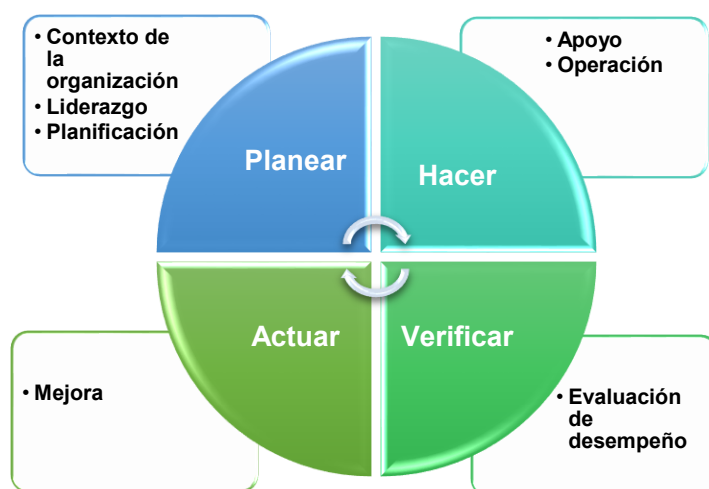 • Contexto de
la
organización
• Liderazgo
• Planificación
• Apoyo
• Operación
Planear
Hacer
Actuar
Verificar
• Mejora
• Evaluación
de
desempeño